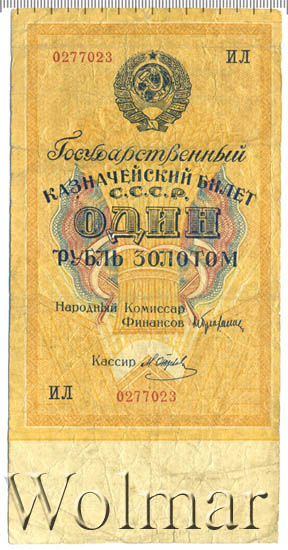 0277023 ИЛ
Государственный
КАЗНАЧЕЙСКИЙ БИЛЕТ
С.С.С.Р.
ОДИН
РУБЛЬ ЗОЛОТОМ
Народный Комиссар
Финансов
Кассир
ИЛ 0277023
Wolmar